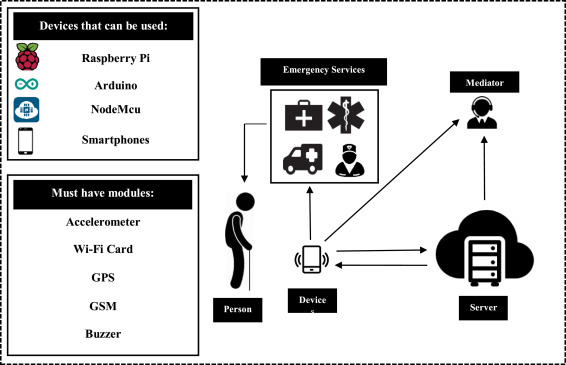 Devices that can be used:
Raspberry Pi
Arduino
NodeMcu
Smartphones
Must have modules:
Accelerometer
Wi-Fi Card
GPS
GSM
Buzzer
Emergency Services
Mediator
Person
Device
s
Server